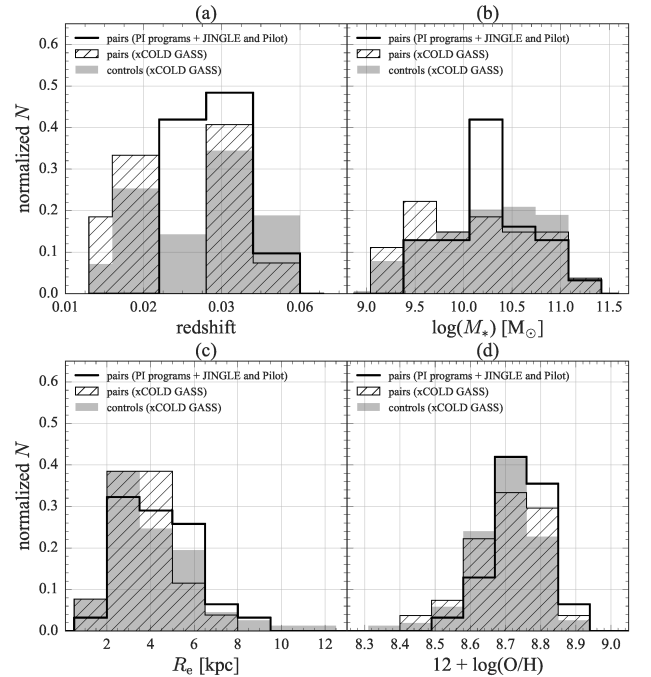 (a)
(b)
normalized N
0.6
0.5
0.4
0.3
0.2
0.1
0.0
pairs (PI programs + JINGLE and Pilot)
pairs (xCOLD GASS)
controls (xCOLD GASS)
pairs (PI programs + JINGLE and Pilot)
pairs (xCOLD GASS)
controls (xCOLD GASS)
0.01 0.02 0.03 0.06
redshift
9.0 9.5 10.0 10.5 11.0 11.5
log(M∗) [M⊙]
(c)
(d)
normalized N
0.6
0.5
0.4
0.3
0.2
0.1
0.0
pairs (PI programs + JINGLE and Pilot)
pairs (xCOLD GASS)
controls (xCOLD GASS)
pairs (PI programs + JINGLE and Pilot)
pairs (xCOLD GASS)
controls (xCOLD GASS)
2 4 6 8 10 12
Re [kpc]
8.3 8.4 8.5 8.6 8.7 8.8 8.9 9.0
12 + log(O/H)